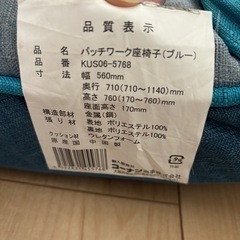 品質表示
品名 パッチワーク座椅子(ブルー)
品番 KUS06-5768
寸法 幅 560mm
奥行 710(710~1140)mm
高さ 760(170~760)mm
座面高さ 170mm
構造部材 金属(鋼)
張り材 表地 ポリエステル100%
裏地 ポリエステル100%
クッション材 ウレタンフォーム
原産国 中国製